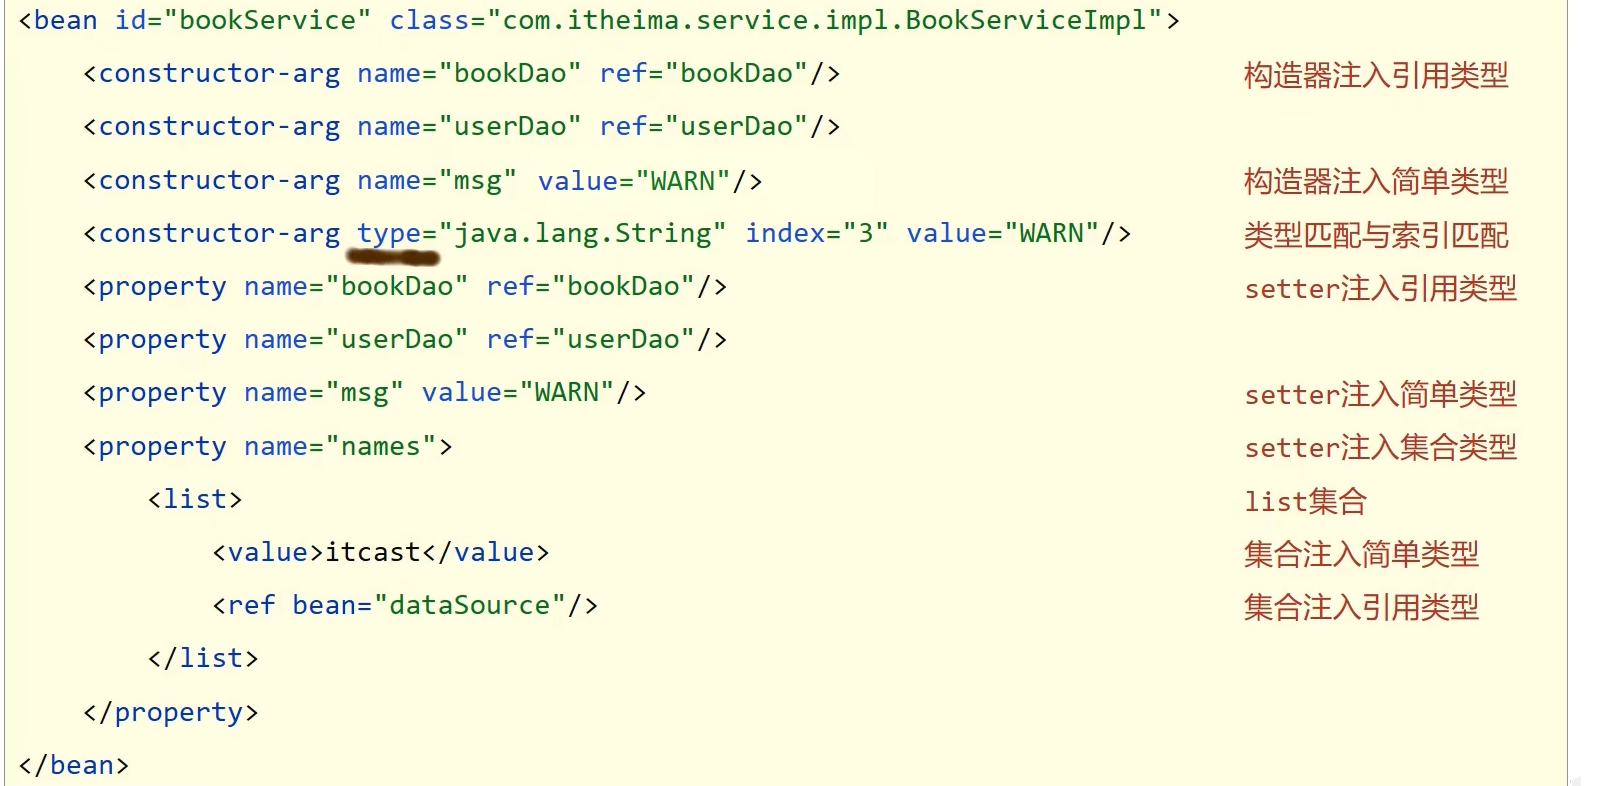 <bean id="bookService" class="com.itheima.service.impl.BookServiceImpl">
<constructor-arg name="bookDao" ref="bookDao"/> 构造器注入引用类型
<constructor-arg name="userDao" ref="userDao"/>
<constructor-arg name="msg" value="WARN"/> 构造器注入简单类型
<constructor-arg type="java.lang.String" index="3" value="WARN"/> 类型匹配与索引匹配
<property name="bookDao" ref="bookDao"/> setter注入引用类型
<property name="userDao" ref="userDao"/>
<property name="msg" value="WARN"/> setter注入简单类型
<property name="names"> setter注入集合类型
<list> list集合
<value>itcast</value> 集合注入简单类型
<ref bean="dataSource"/> 集合注入引用类型
</list>
</property>
</bean>